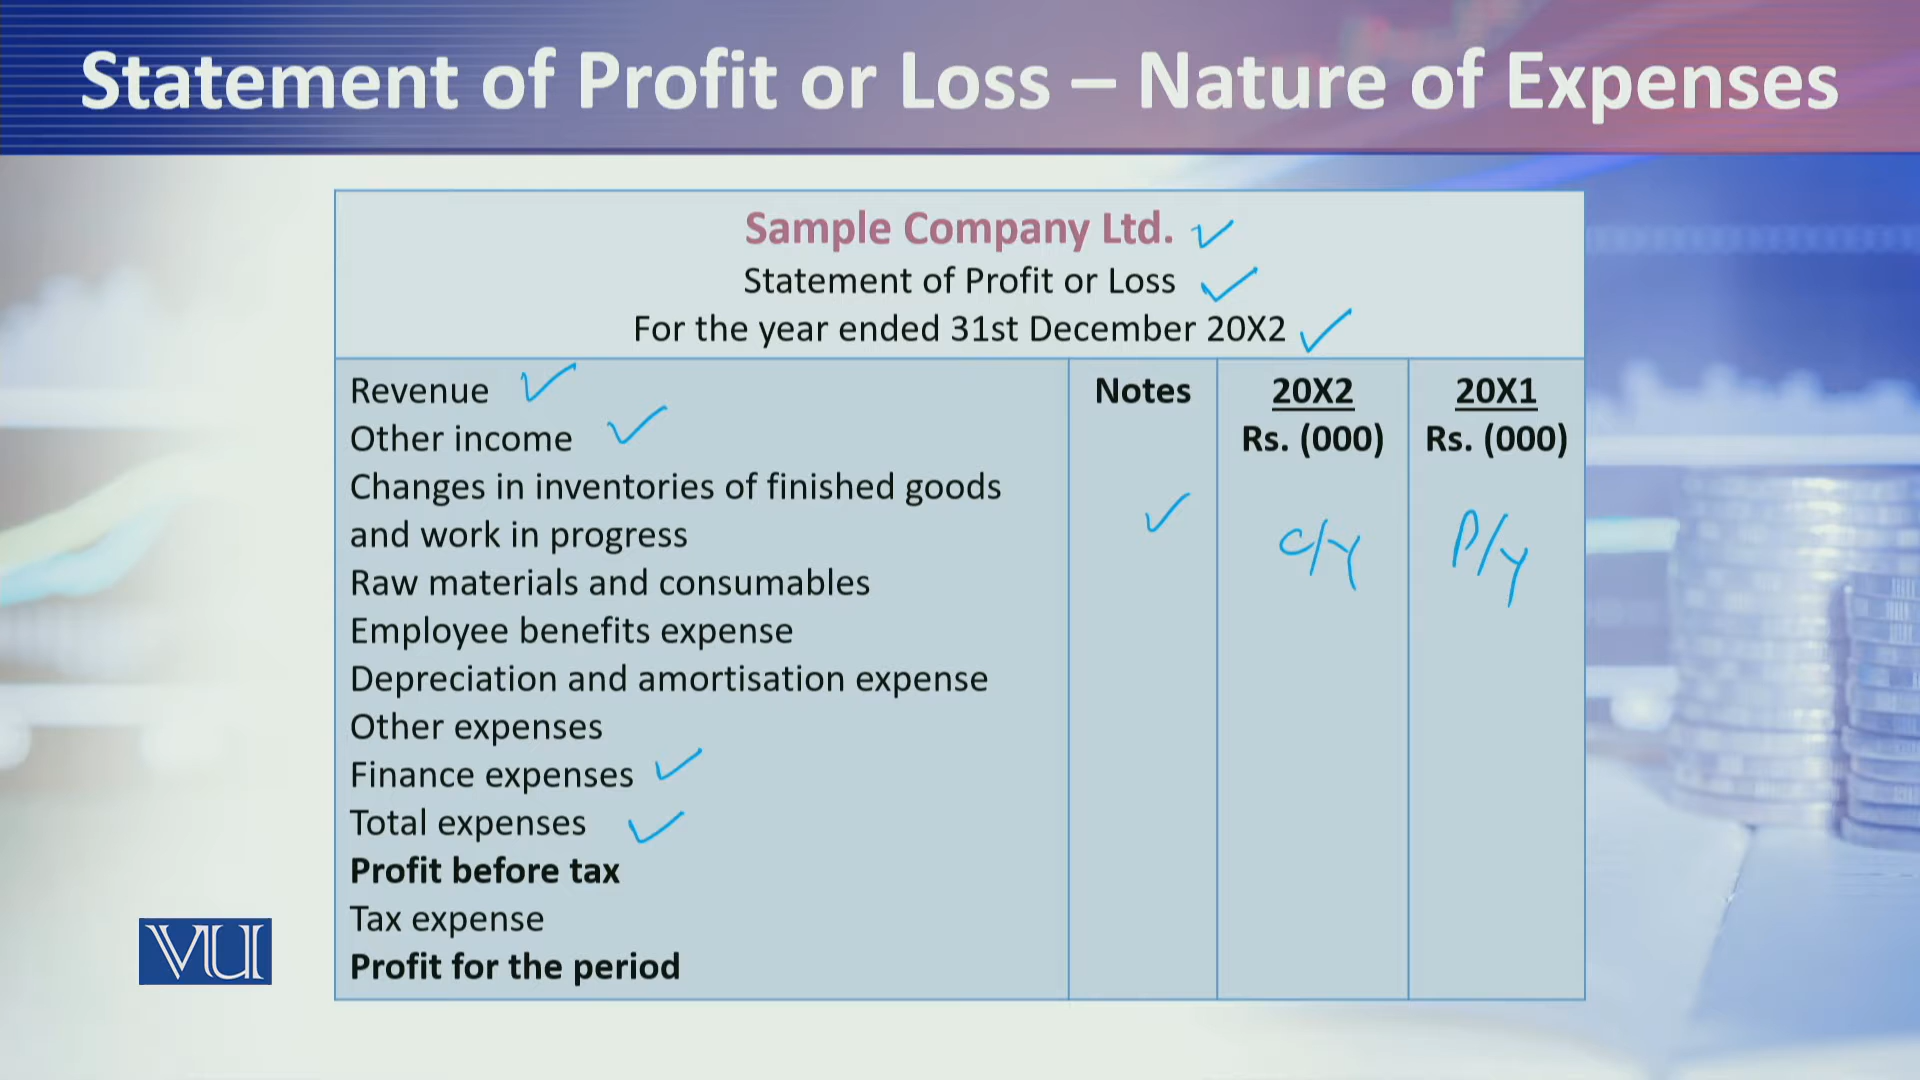 Statement of Profit or Loss – Nature of Expenses
Sample Company Ltd.
Statement of Profit or Loss
For the year ended 31st December 20X2
Revenue
Other income
Changes in inventories of finished goods
and work in progress
Raw materials and consumables
Employee benefits expense
Depreciation and amortisation expense
Other expenses
Finance expenses
Total expenses
Profit before tax
Tax expense
Profit for the period
Notes
20X2
Rs. (000)
C/Y
20X1
Rs. (000)
P/Y
VU